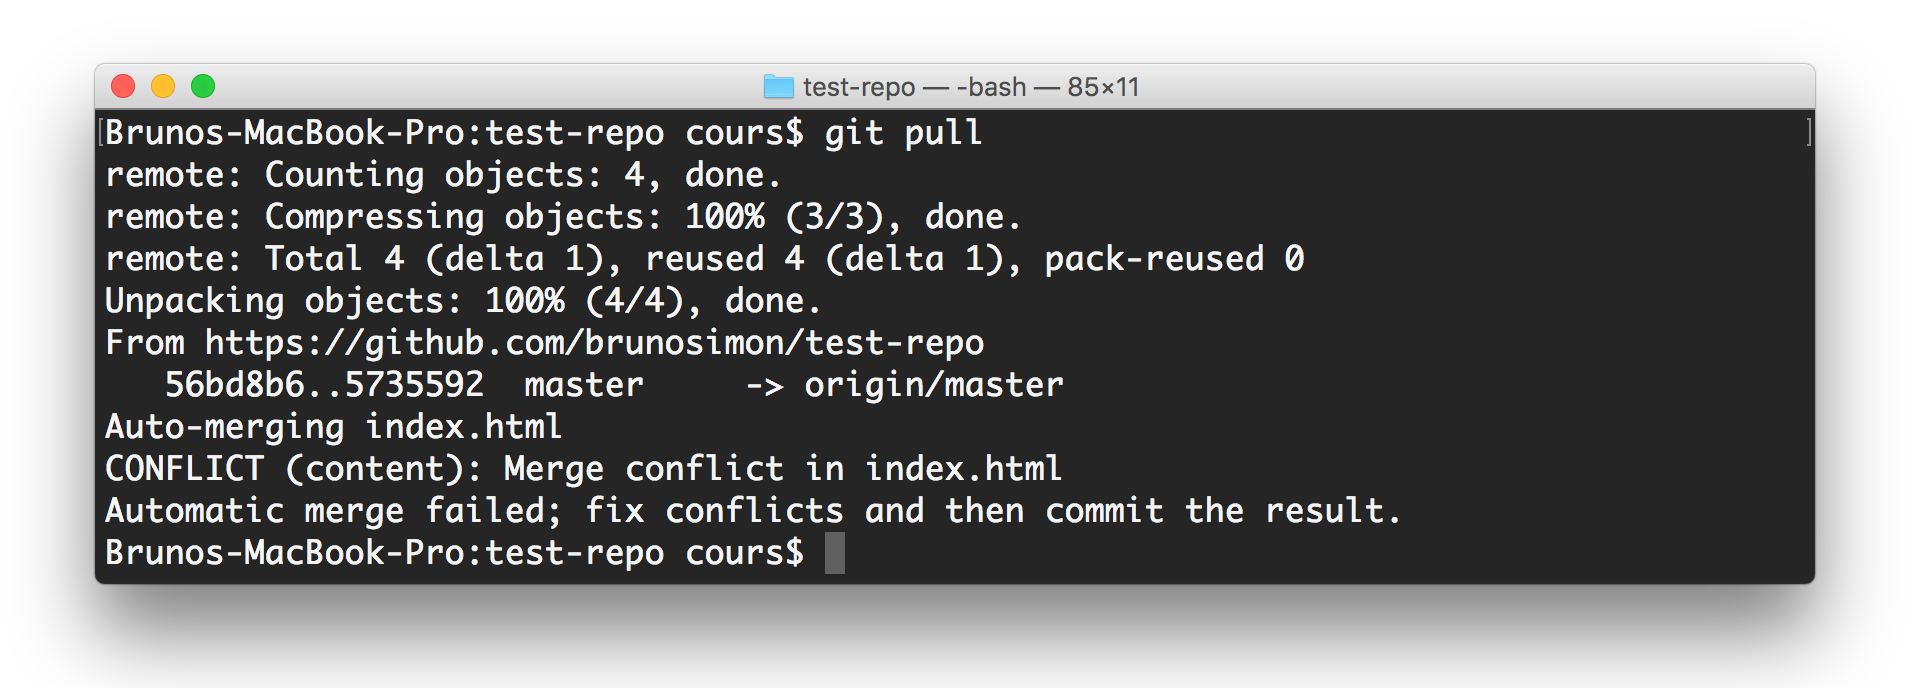 test-repo — -bash — 85×11
[Brunos-MacBook-Pro:test-repo cours$ git pull ]
remote: Counting objects: 4, done.
remote: Compressing objects: 100% (3/3), done.
remote: Total 4 (delta 1), reused 4 (delta 1), pack-reused 0
Unpacking objects: 100% (4/4), done.
From https://github.com/brunosimon/test-repo
   56bd8b6..5735592  master     -> origin/master
Auto-merging index.html
CONFLICT (content): Merge conflict in index.html
Automatic merge failed; fix conflicts and then commit the result.
Brunos-MacBook-Pro:test-repo cours$